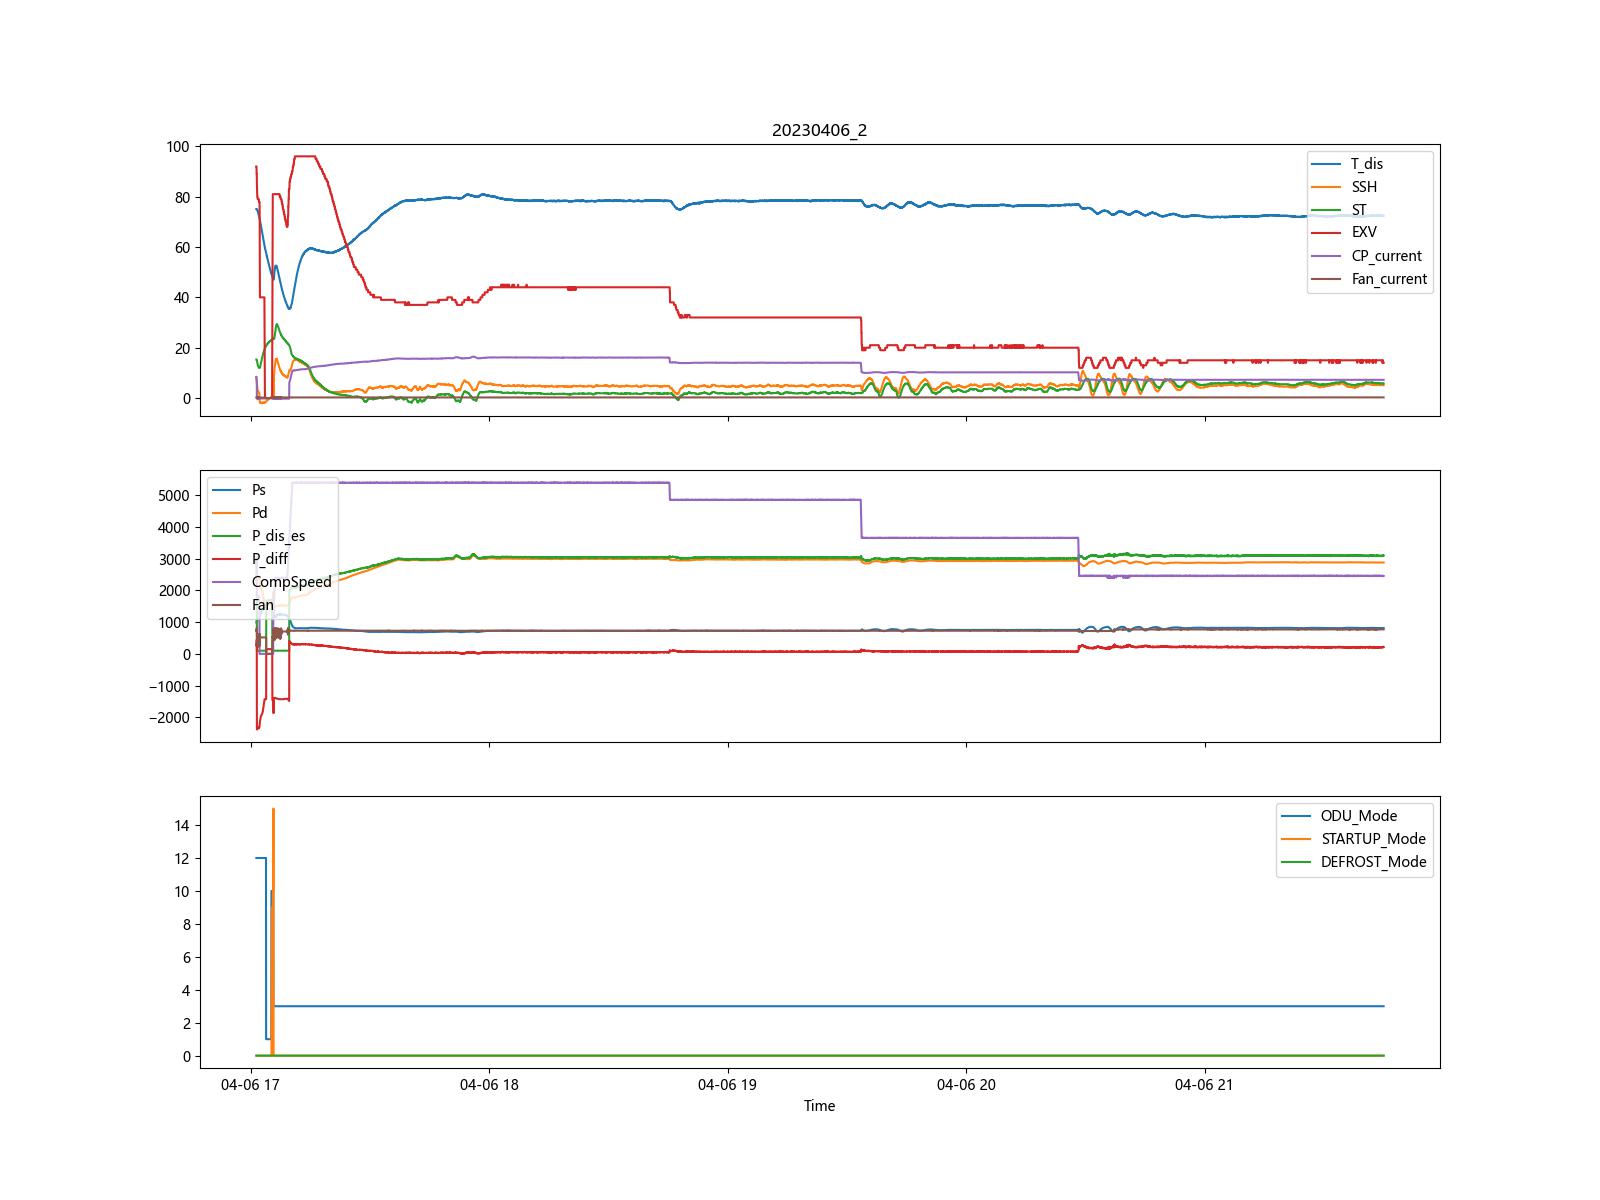 20230406_2
100
80
60
40
20
0
T_dis
SSH
ST
EXV
CP_current
Fan_current
5000
4000
3000
2000
1000
0
−1000
−2000
Ps
Pd
P_dis_es
P_diff
CompSpeed
Fan
14
12
10
8
6
4
2
0
ODU_Mode
STARTUP_Mode
DEFROST_Mode
04-06 17 04-06 18 04-06 19 04-06 20 04-06 21
Time